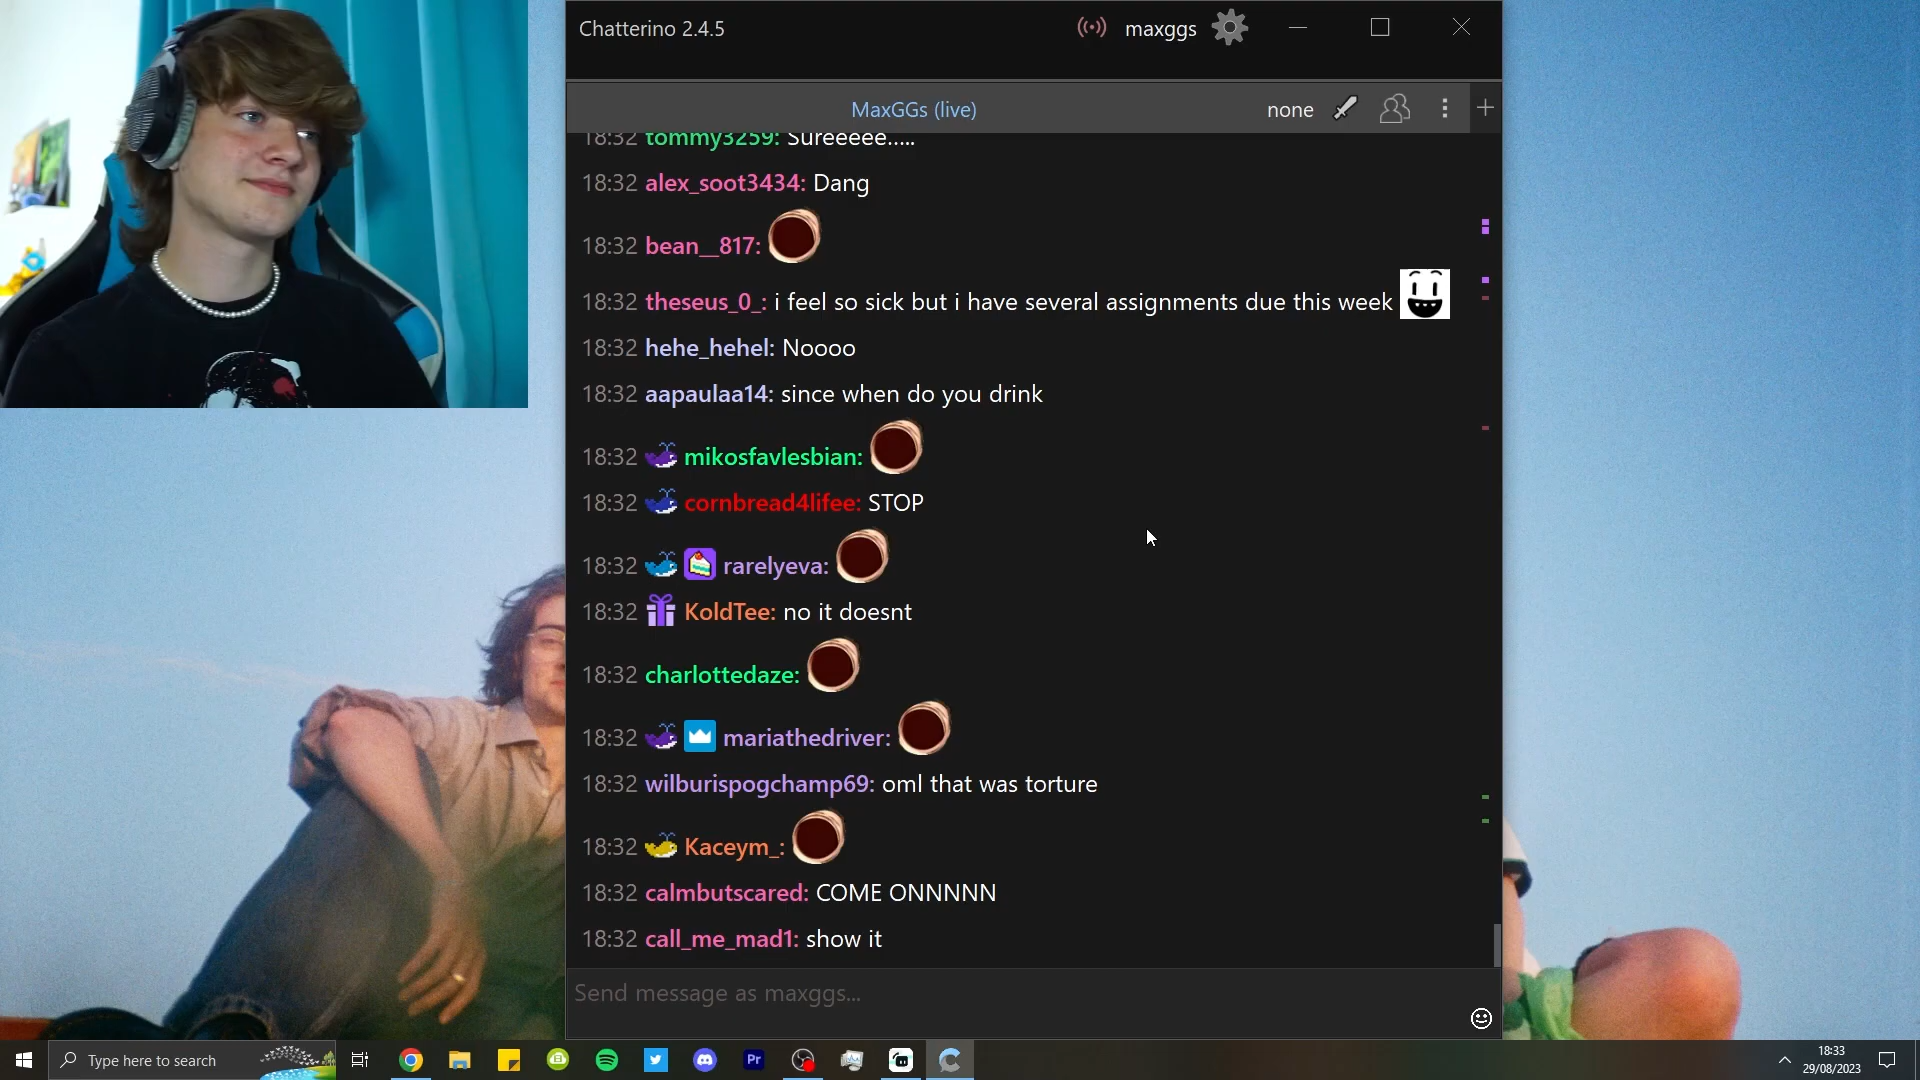 Chatterino 2.4.5
maxggs
MaxGGs (live)
none
18:32 tommy3259: Sureeeee.....
18:32 alex_soot3434: Dang
18:32 bean__817:
18:32 theseus_0_: i feel so sick but i have several assignments due this week
18:32 hehe_hehel: Noooo
18:32 aapaulaa14: since when do you drink
18:32 mikosfavlesbian:
18:32 cornbread4lifee: STOP
18:32 rarelyeva:
18:32 KoldTee: no it doesnt
18:32 charlottedaze:
18:32 mariathedriver:
18:32 wilburispogchamp69: oml that was torture
18:32 Kaceym_:
18:32 calmbutscared: COME ONNNNN
18:32 call_me_mad1: show it
Send message as maxggs...
Type here to search
Pr
18:33
29/08/2023